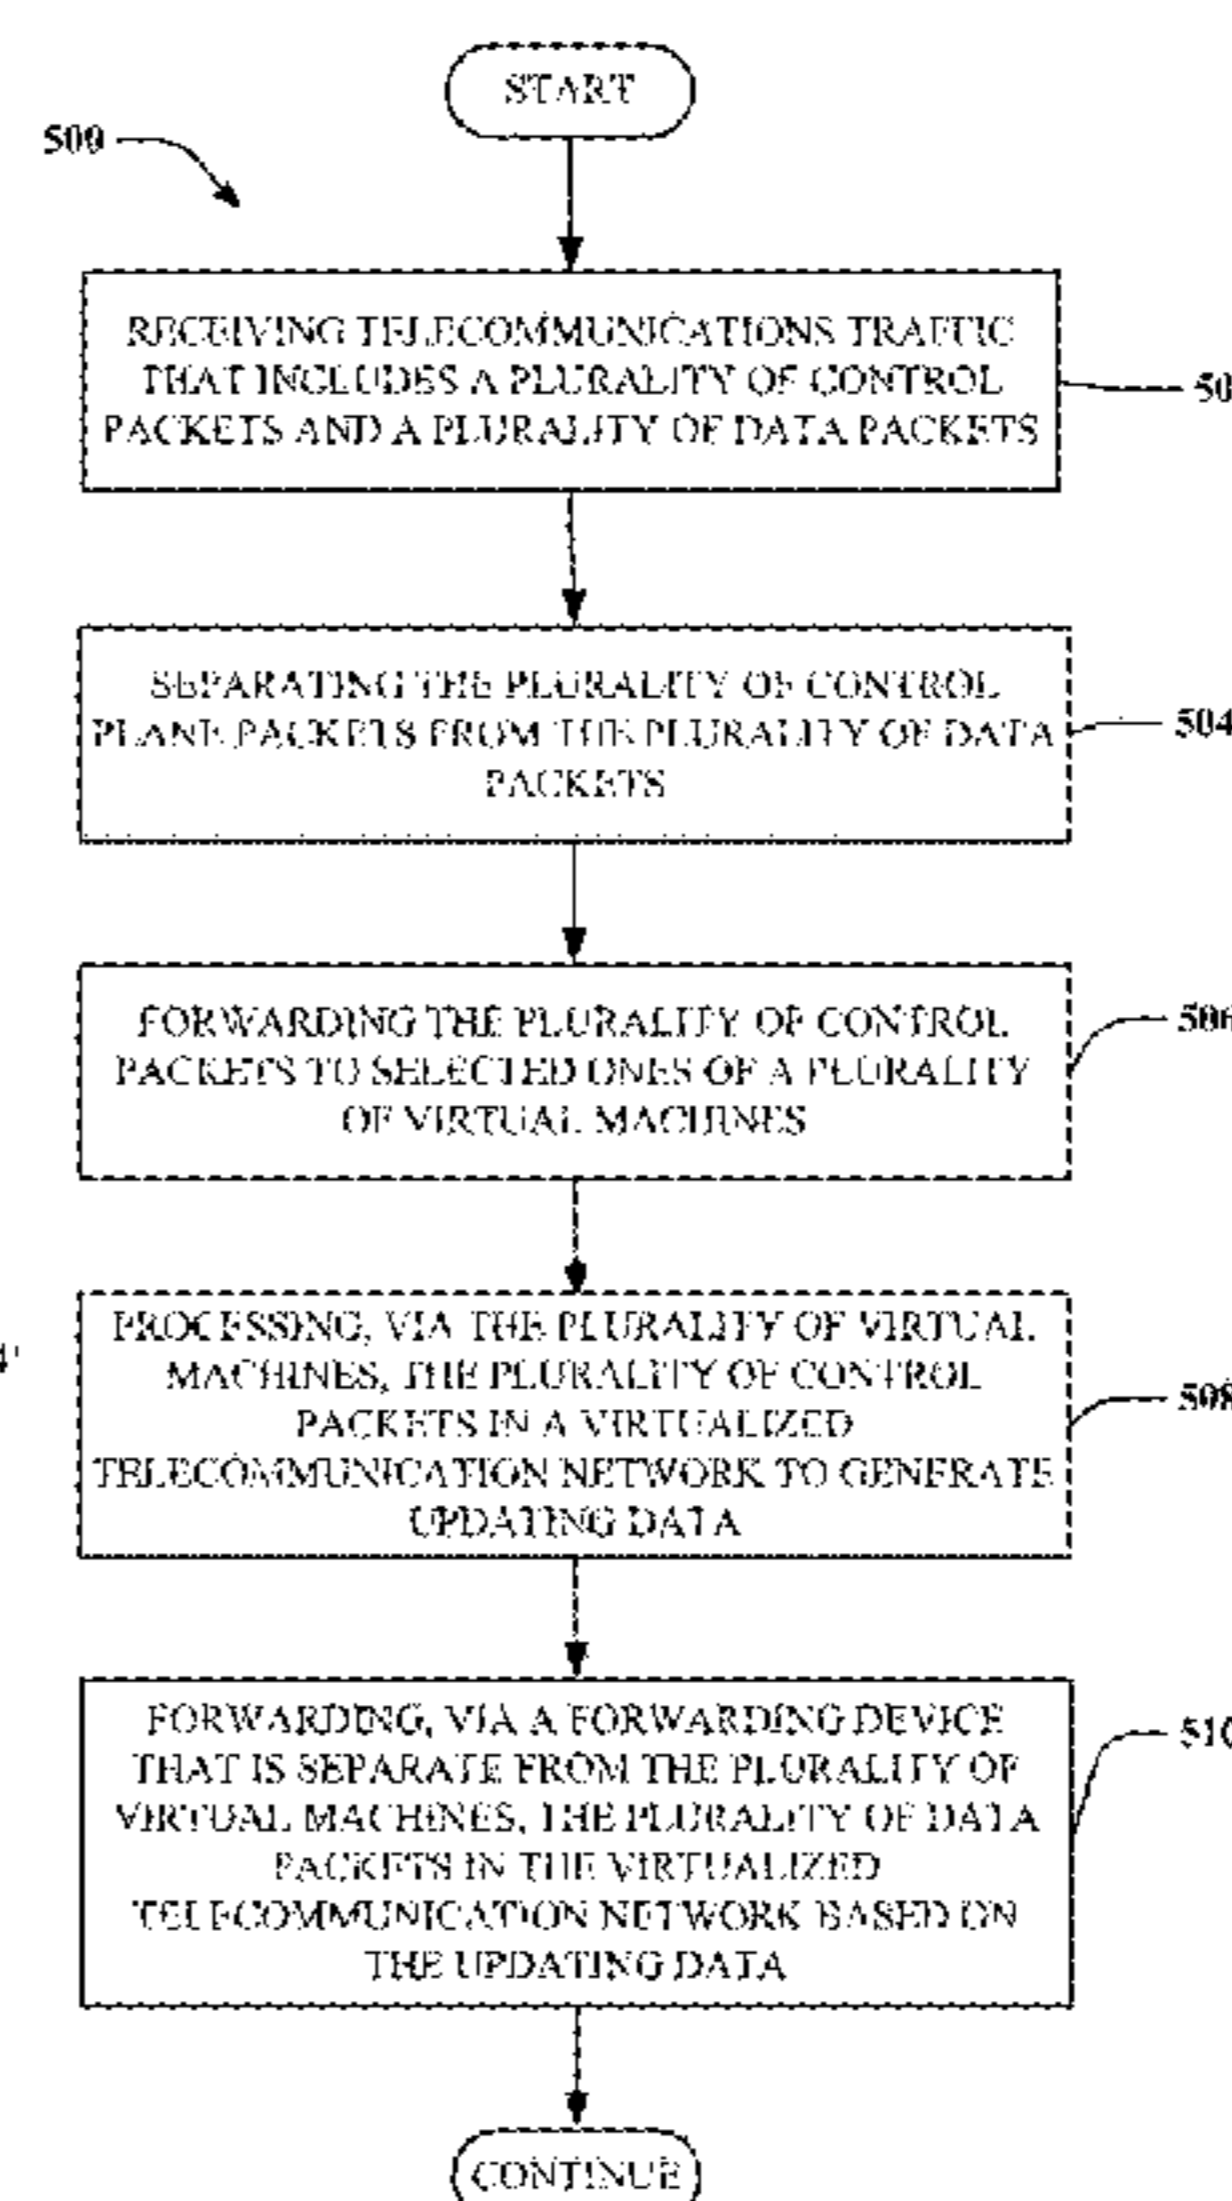 START
500
RECEIVING TELECOMMUNICATIONS TRAFFIC
THAT INCLUDES A PLURALITY OF CONTROL
PACKETS AND A PLURALITY OF DATA PACKETS
50
SEPARATING THE PLURALITY OF CONTROL
PLANE PACKETS FROM THE PLURALITY OF DATA
PACKETS
504
FORWARDING THE PLURALITY OF CONTROL
PACKETS TO SELECTED ONES OF A PLURALITY
OF VIRTUAL MACHINES
506
PROCESSING, VIA THE PLURALITY OF VIRTUAL
MACHINES, THE PLURALITY OF CONTROL
PACKETS IN A VIRTUALIZED
TELECOMMUNICATION NETWORK TO GENERATE
UPDATING DATA
508
FORWARDING, VIA A FORWARDING DEVICE
THAT IS SEPARATE FROM THE PLURALITY OF
VIRTUAL MACHINES, THE PLURALITY OF DATA
PACKETS IN THE VIRTUALIZED
TELECOMMUNICATION NETWORK BASED ON
THE UPDATING DATA
510
CONTINUE